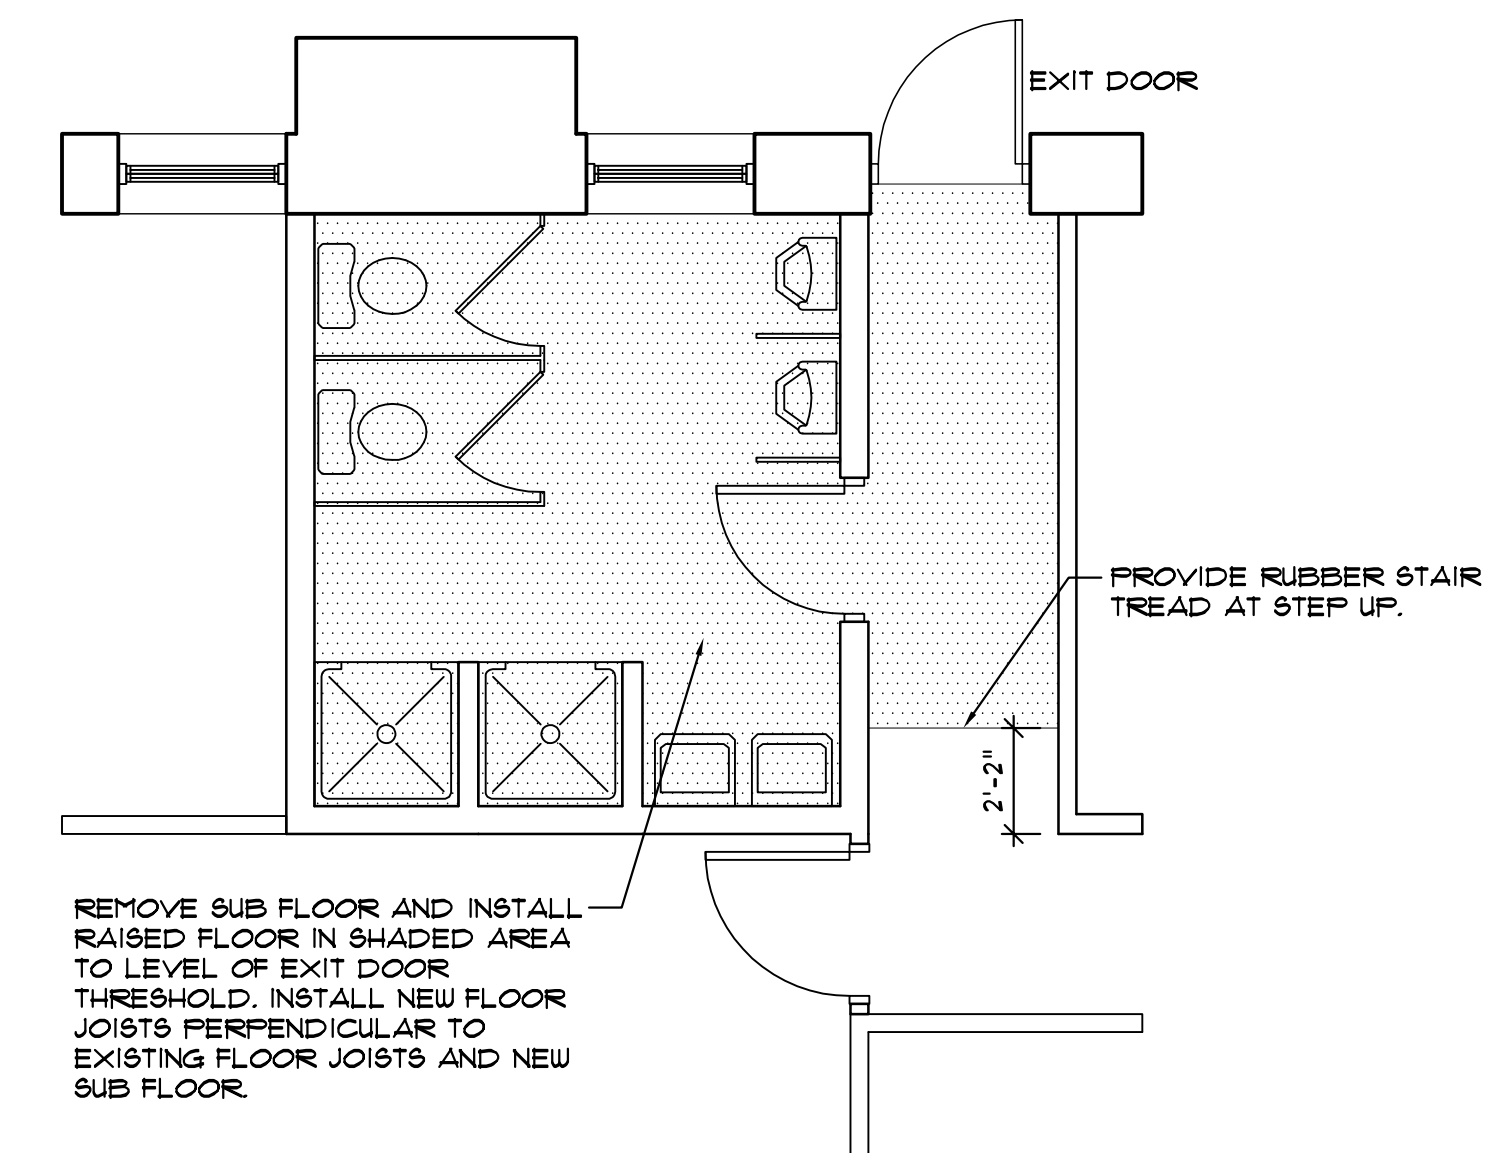 EXIT DOOR
PROVIDE RUBBER STAIR
TREAD AT STEP UP.
2'-2"
REMOVE SUB FLOOR AND INSTALL
RAISED FLOOR IN SHADED AREA
TO LEVEL OF EXIT DOOR
THRESHOLD. INSTALL NEW FLOOR
JOISTS PERPENDICULAR TO
EXISTING FLOOR JOISTS AND NEW
SUB FLOOR.